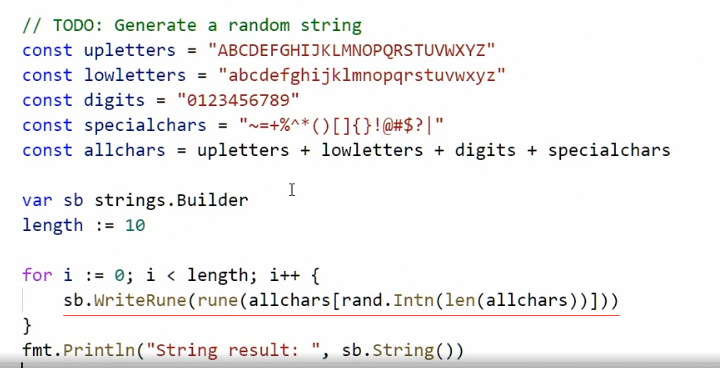 // TODO: Generate a random string
const upletters = "ABCDEFGHIJKLMNOPQRSTUVWXYZ"
const lowletters = "abcdefghijklmnopqrstuvwxyz"
const digits = "0123456789"
const specialchars = "~=+%^*()[]{}!@#$?|"
const allchars = upletters + lowletters + digits + specialchars
var sb strings.Builder
length := 10
for i := 0; i < length; i++ {
sb.WriteRune(rune(allchars[rand.Intn(len(allchars))]))
}
fmt.Println("String result: ", sb.String())